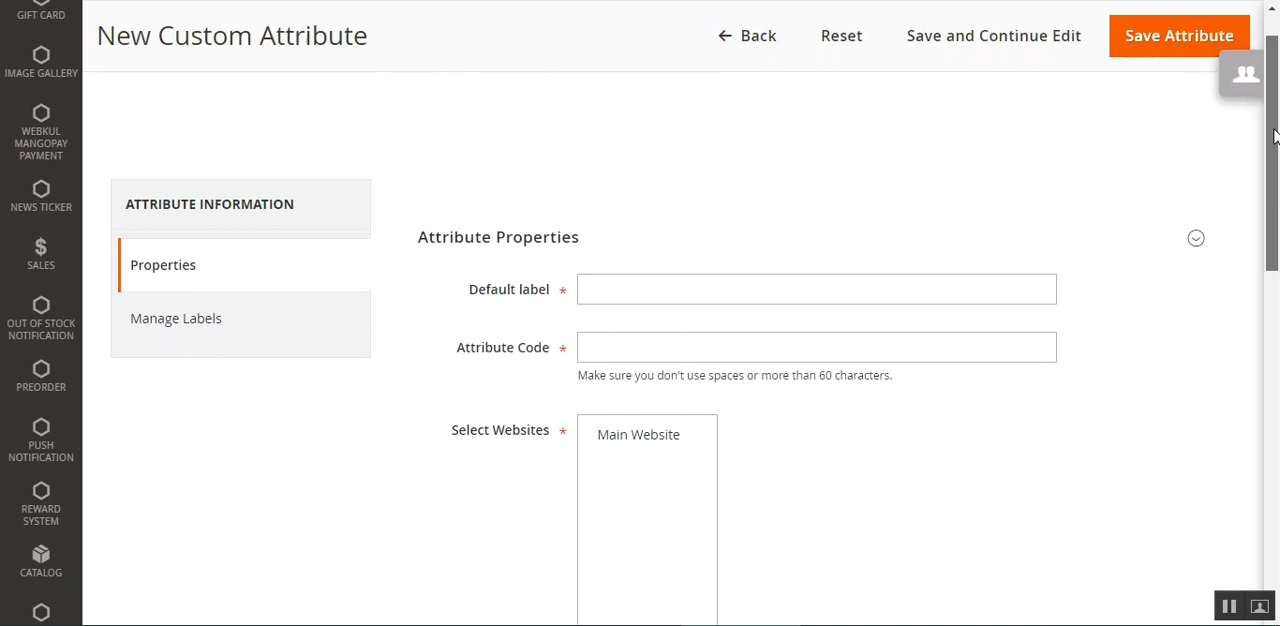 GIFT CARD
IMAGE GALLERY
WEBKUL
MANGOPAY
PAYMENT
NEWS TICKER
SALES
OUT OF STOCK
NOTIFICATION
PREORDER
PUSH
NOTIFICATION
REWARD
SYSTEM
CATALOG
New Custom Attribute
← Back Reset Save and Continue Edit Save Attribute
ATTRIBUTE INFORMATION
Properties
Manage Labels
Attribute Properties
Default label *
Attribute Code *
Make sure you don't use spaces or more than 60 characters.
Select Websites *
Main Website